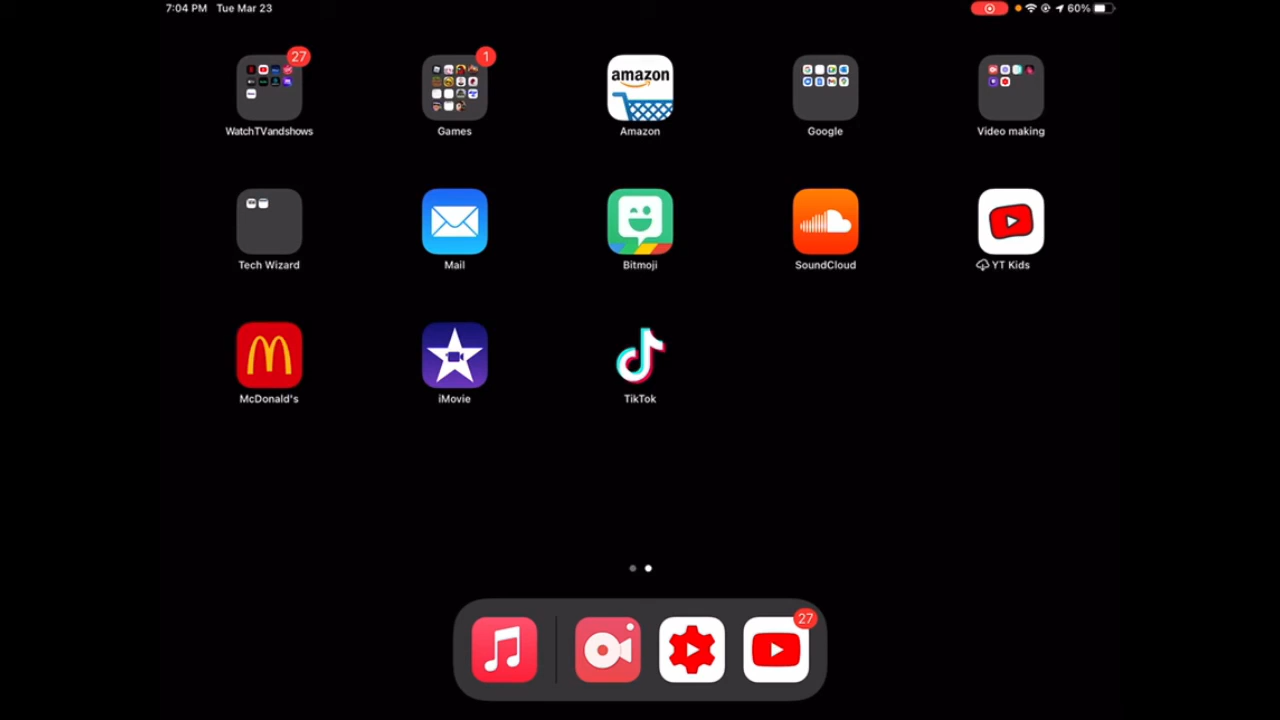 7:04 PM Tue Mar 23
60%
27
1
amazon
WatchTVandshows
Games
Amazon
Google
Video making
Tech Wizard
Mail
Bitmoji
SoundCloud
YT Kids
McDonald's
iMovie
TikTok
27